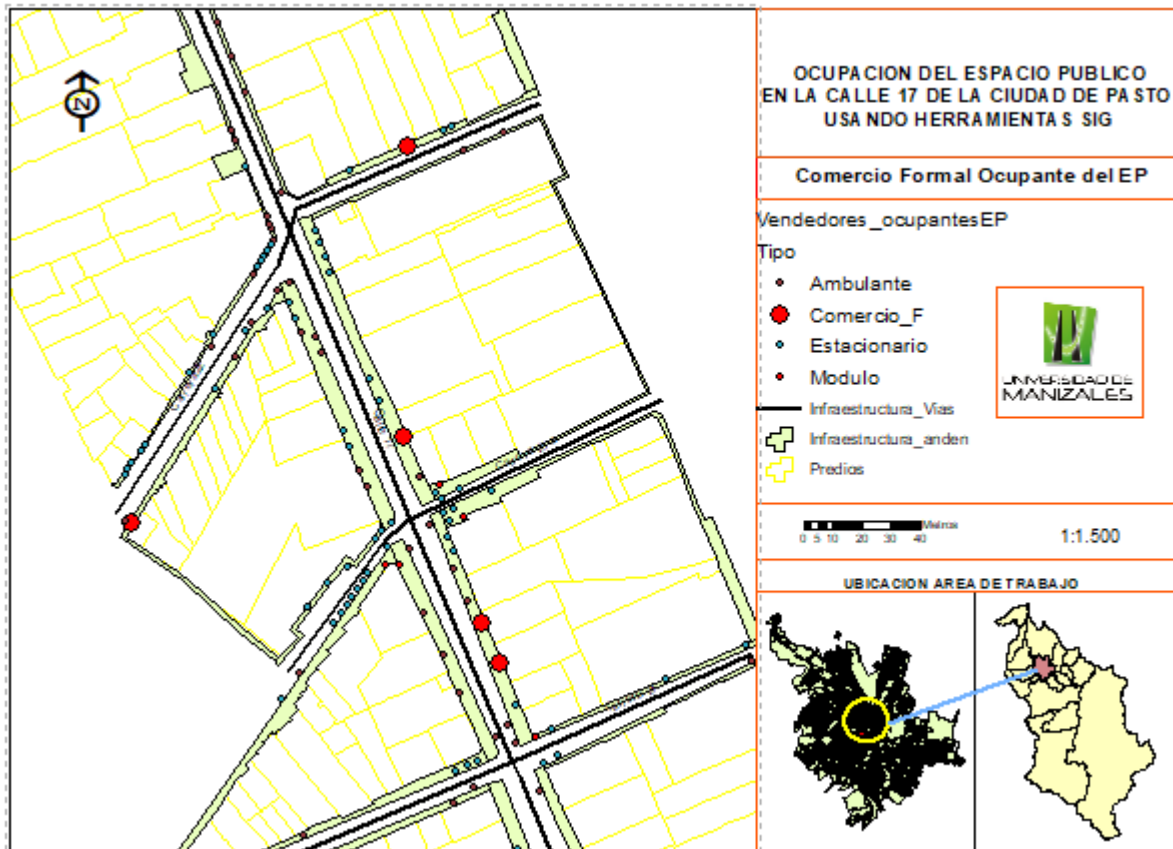 OCUPACION DEL ESPACIO PUBLICO
EN LA CALLE 17 DE LA CIUDAD DE PASTO
USANDO HERRAMIENTAS SIG
Comercio Formal Ocupante del EP
Vendedores_ocupantesEP
Tipo
Ambulante
Comercio_F
Estacionario
Modulo
Infraestructura_Vias
Infraestructura_anden
Predios
UNIVERSIDAD DE
MANIZALES
Metros
0 5 10 20 30 40
1:1.500
UBICACION AREA DE TRABAJO
N